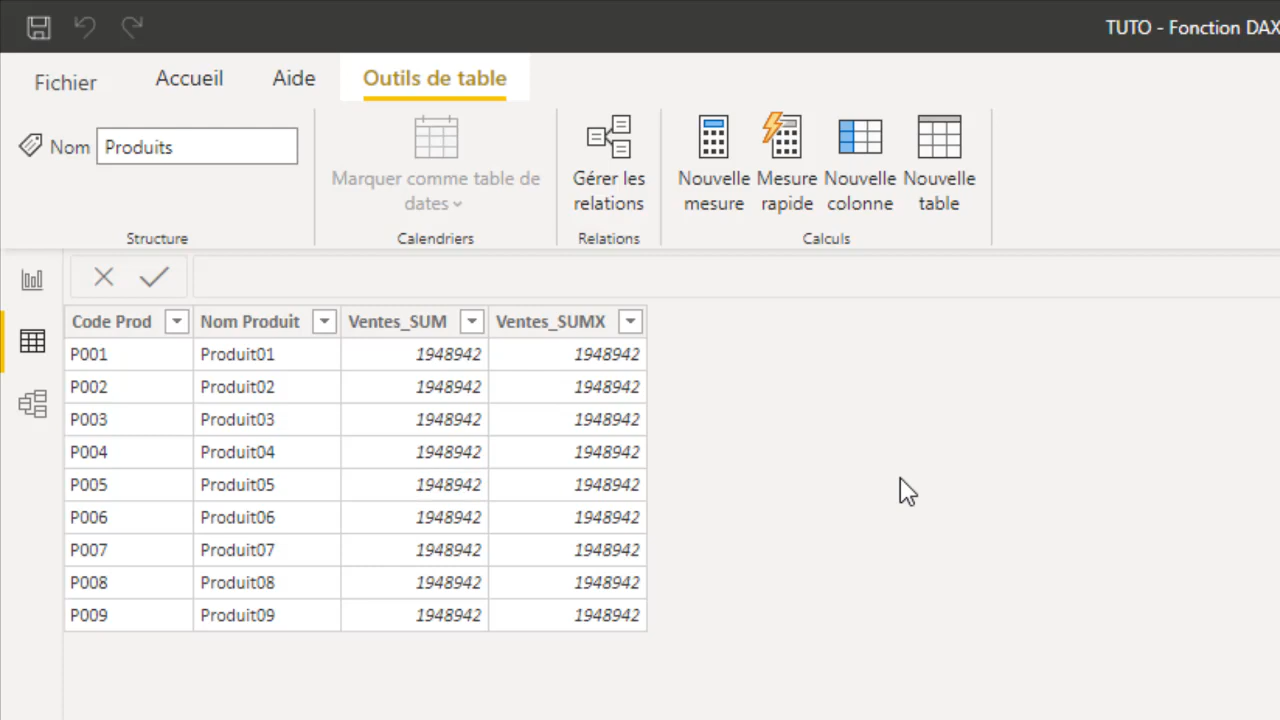 TUTO - Fonction DAX
Fichier Accueil Aide Outils de table
Nom Produits
Marquer comme table de
dates
Gérer les
relations
Nouvelle
mesure
Mesure
rapide
Nouvelle
colonne
Nouvelle
table
Structure Calendriers Relations Calculs
Code Prod Nom Produit Ventes_SUM Ventes_SUMX
P001 Produit01 1948942 1948942
P002 Produit02 1948942 1948942
P003 Produit03 1948942 1948942
P004 Produit04 1948942 1948942
P005 Produit05 1948942 1948942
P006 Produit06 1948942 1948942
P007 Produit07 1948942 1948942
P008 Produit08 1948942 1948942
P009 Produit09 1948942 1948942